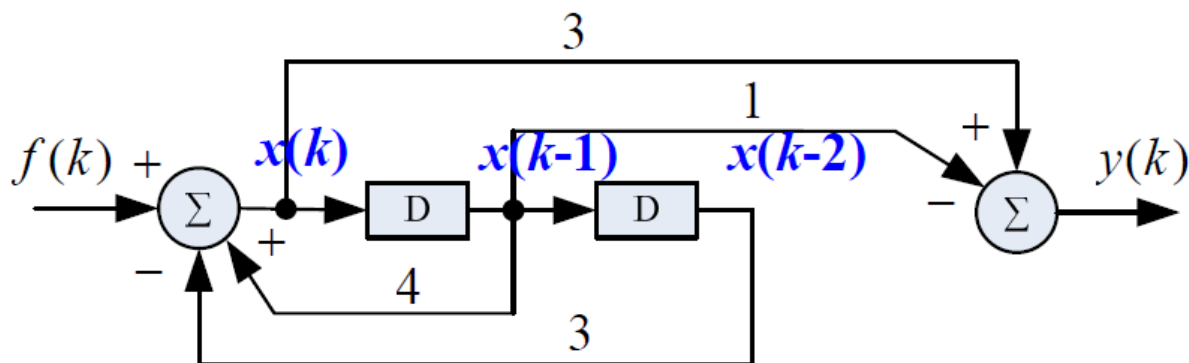 3
1
f(k) + x(k) x(k-1) x(k-2) + y(k)
Σ D D − Σ
+
− 4
3